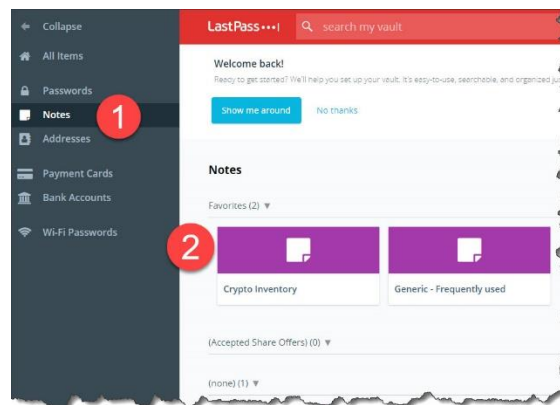 Collapse
All Items
Passwords
Notes
Addresses
Payment Cards
Bank Accounts
Wi-Fi Passwords
1
LastPass
search my vault
Welcome back!
Ready to get started? We'll help you set up your vault. It's easy-to-use, searchable, and organized
Show me around
No thanks
Notes
Favorites (2)
2
Crypto Inventory
Generic - Frequently used
(Accepted Share Offers) (0)
(none) (1)